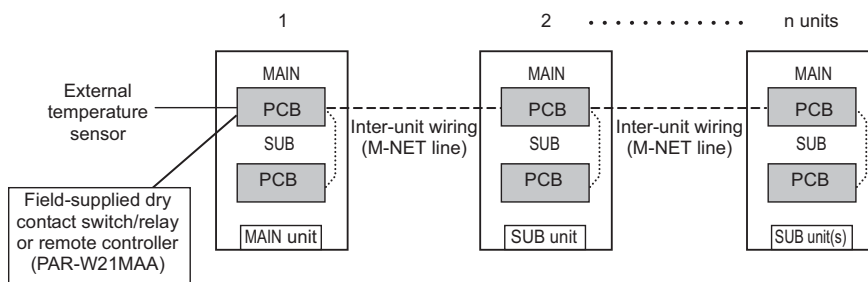 1
2
n units
MAIN
MAIN
MAIN
External
temperature
sensor
PCB
PCB
PCB
Inter-unit wiring
(M-NET line)
Inter-unit wiring
(M-NET line)
SUB
SUB
SUB
PCB
PCB
PCB
Field-supplied dry
contact switch/relay
or remote controller
(PAR-W21MAA)
MAIN unit
SUB unit
SUB unit(s)